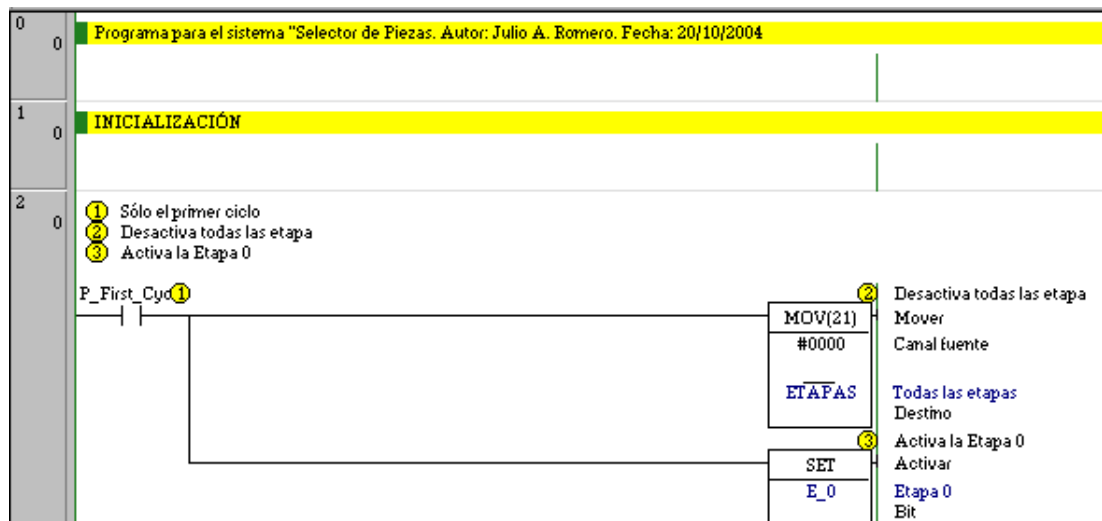 0
0
Programa para el sistema "Selector de Piezas. Autor: Julio A. Romero. Fecha: 20/10/2004
1
0
INICIALIZACIÓN
2
0
1 Sólo el primer ciclo
2 Desactiva todas las etapa
3 Activa la Etapa 0
P_First_Cyc 1
2 Desactiva todas las etapa
MOV(21) Mover
#0000 Canal fuente
ETAPAS Todas las etapas
Destino
3 Activa la Etapa 0
SET Activar
E_0 Etapa 0
Bit